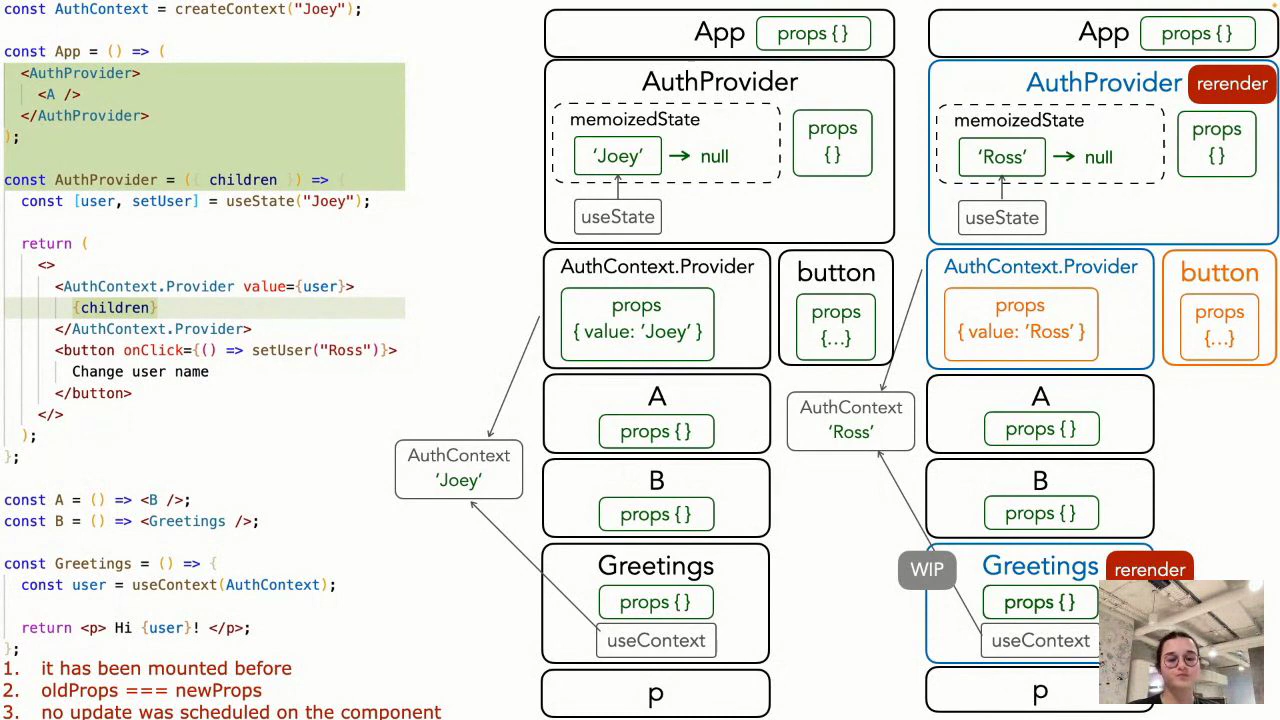 const AuthContext = createContext("Joey");
const App = () => (
<AuthProvider>
<A />
</AuthProvider>
);
const AuthProvider = ({ children }) => {
const [user, setUser] = useState("Joey");
return (
<>
<AuthContext.Provider value={user}>
{children}
</AuthContext.Provider>
<button onClick={() => setUser("Ross")}>
Change user name
</button>
</>
);
};
const A = () => <B />;
const B = () => <Greetings />;
const Greetings = () => {
const user = useContext(AuthContext);
return <p> Hi {user}! </p>;
};
1. it has been mounted before
2. oldProps === newProps
3. no update was scheduled on the component
App props { }
AuthProvider
memoizedState
‘Joey’ → null
props
{ }
useState
AuthContext.Provider
props
{ value: ‘Joey’ }
button
props
{...}
A
props { }
AuthContext
‘Joey’
B
props { }
Greetings
props { }
useContext
p
App props { }
AuthProvider rerender
memoizedState
‘Ross’ → null
props
{ }
useState
AuthContext.Provider
props
{ value: ‘Ross’ }
button
props
{...}
A
props { }
AuthContext
‘Ross’
B
props { }
WIP Greetings rerender
props { }
useContext
p